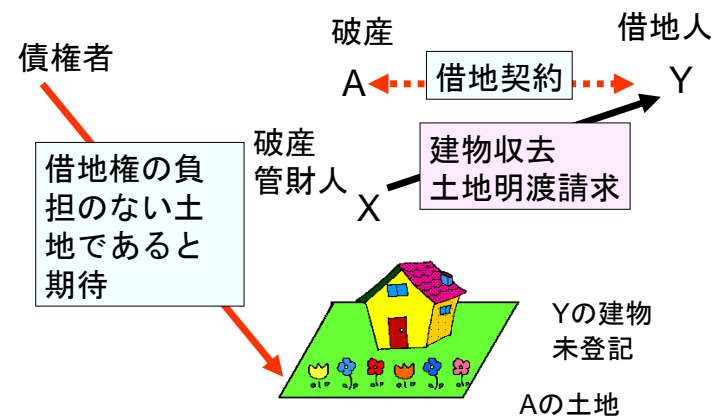 債権者
破産
借地人
A
借地契約
Y
破産
管財人
X
建物収去
土地明渡請求
借地権の負
担のない土
地であると
期待
Yの建物
未登記
Aの土地